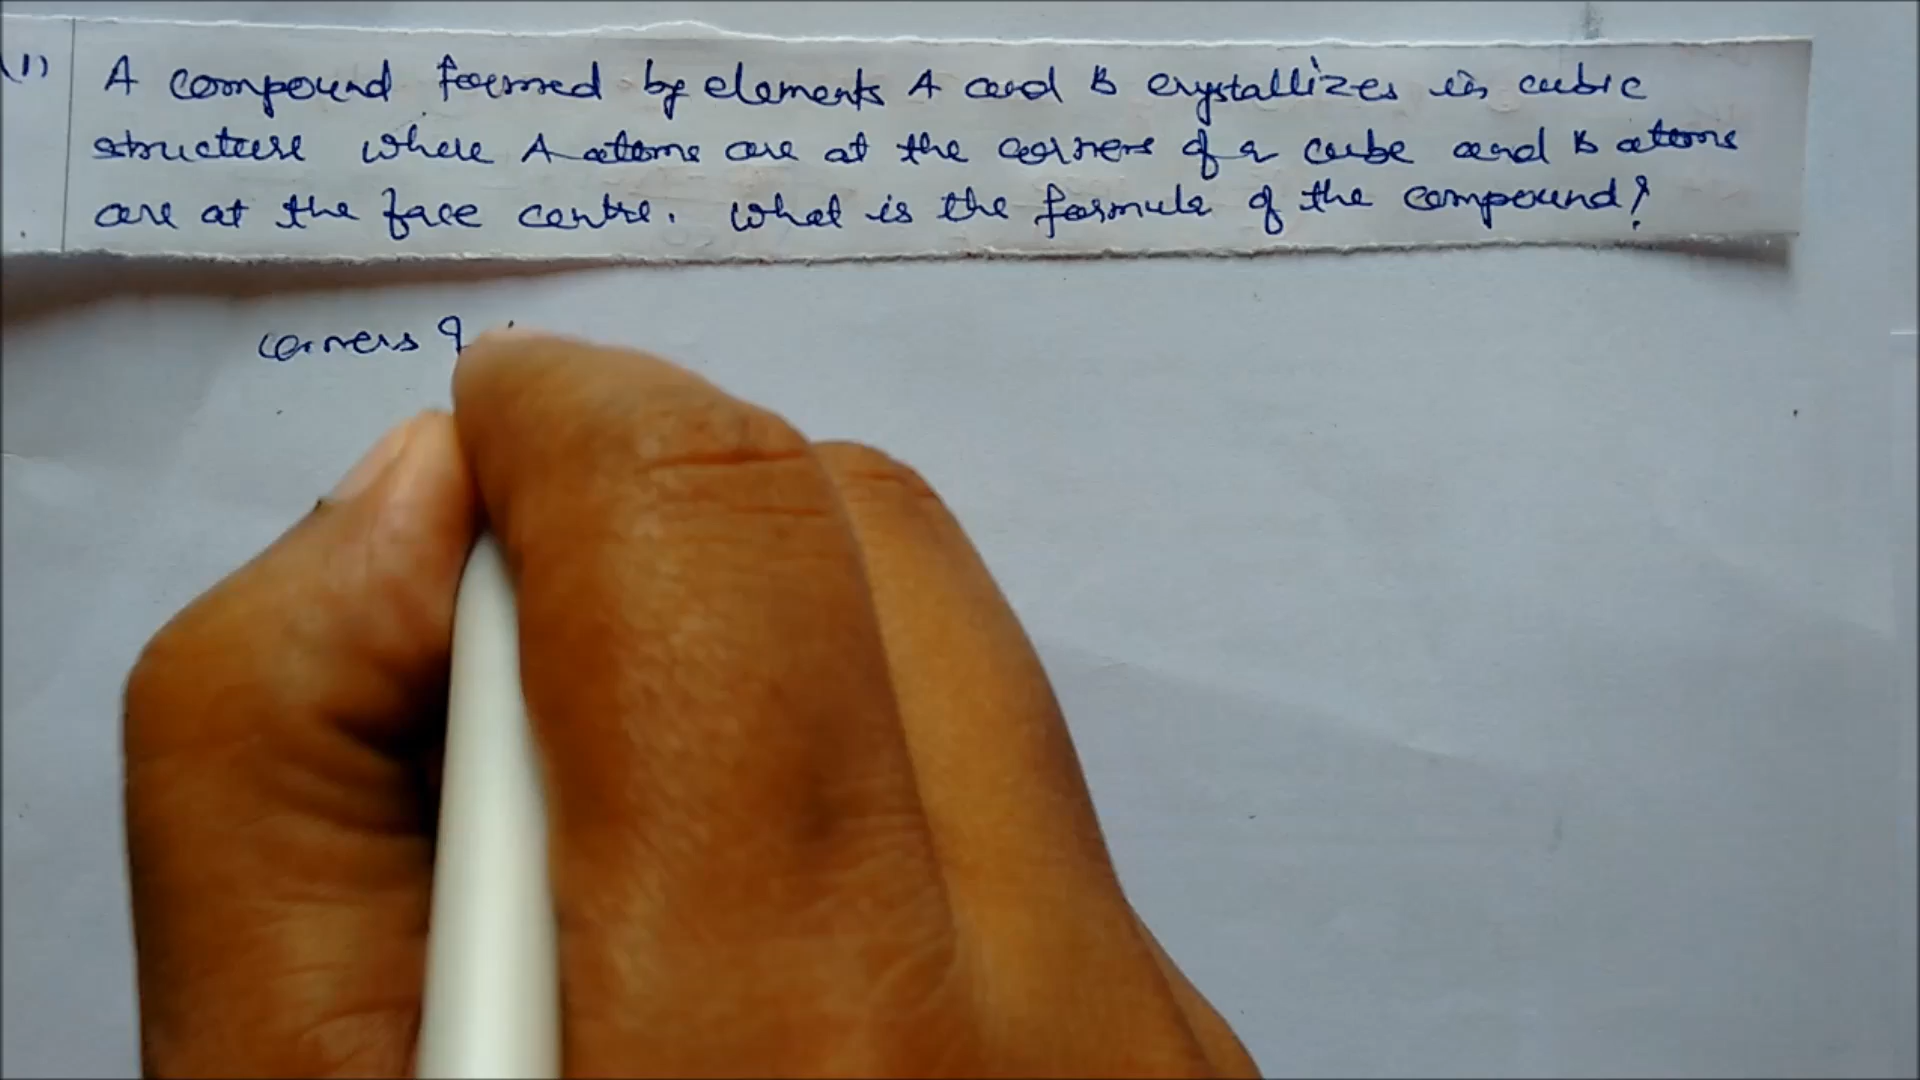 (1) A compound formed by elements A and B crystallizes in cubic
structure where A atoms are at the corners of a cube and B atoms
are at the face centre. What is the formula of the compound?
corners of